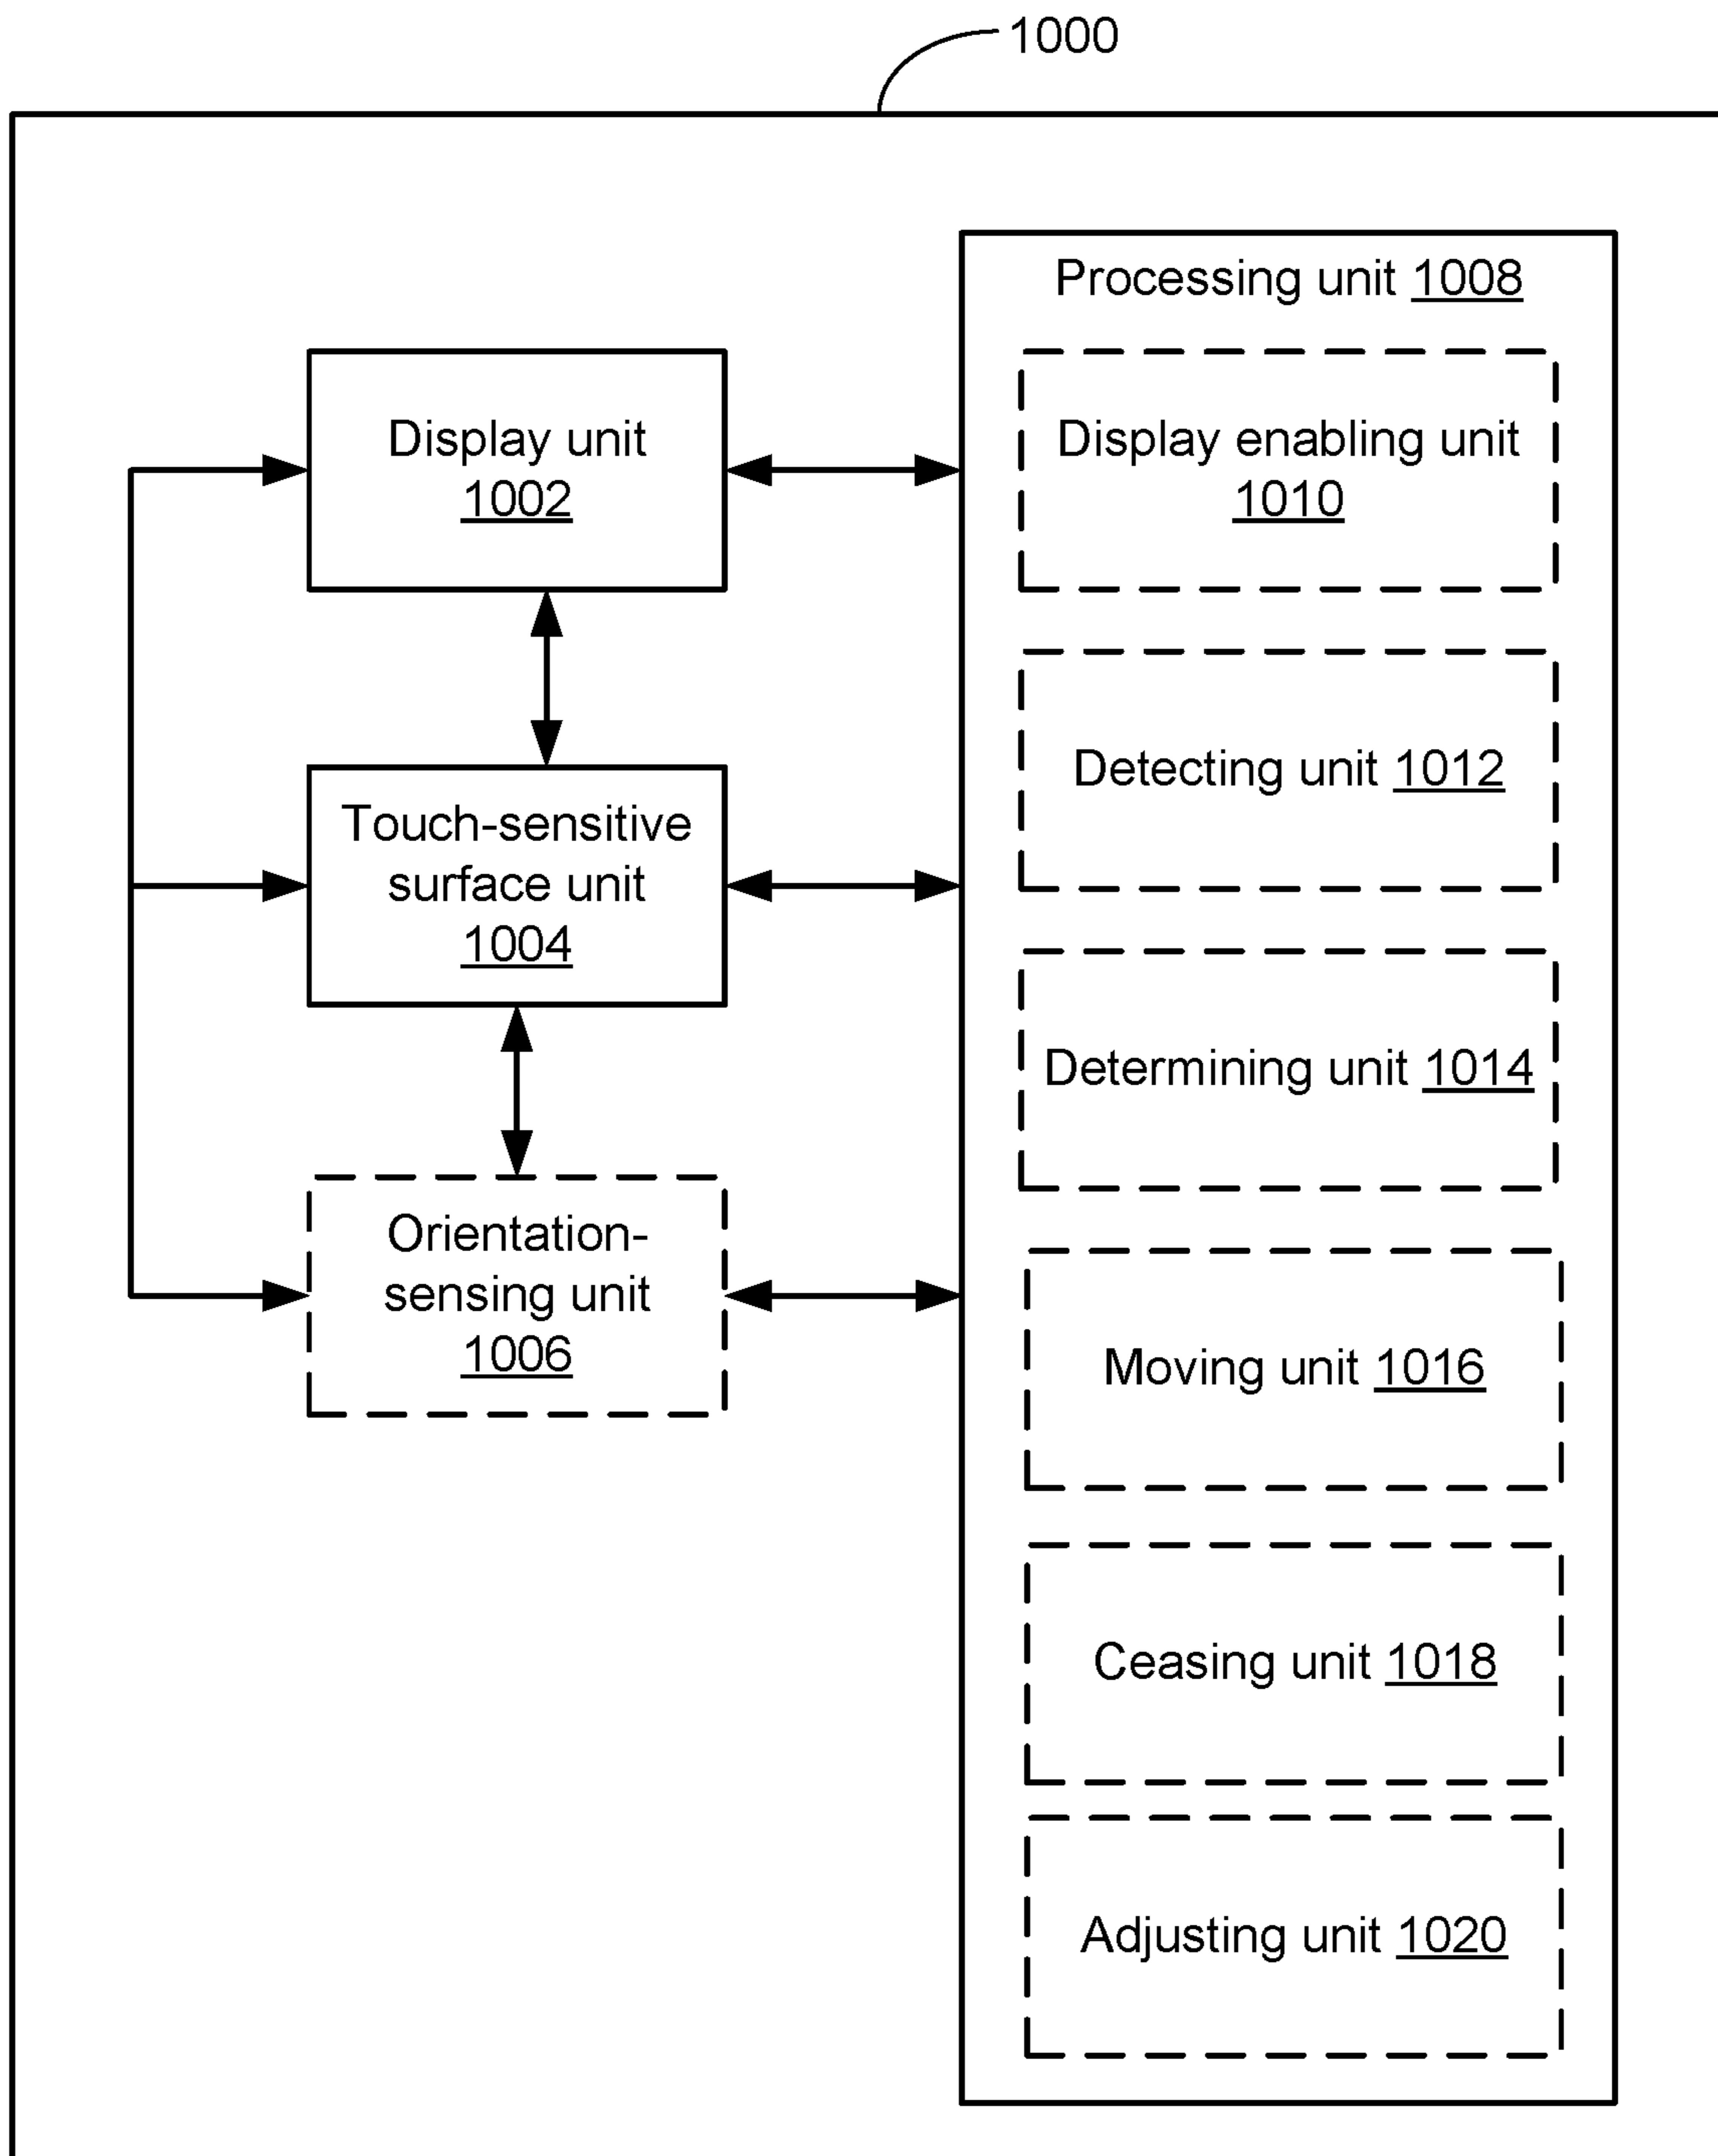 1000
Processing unit 1008
Display unit
1002
Display enabling unit
1010
Touch-sensitive
surface unit
1004
Detecting unit 1012
Determining unit 1014
Orientation-
sensing unit
1006
Moving unit 1016
Ceasing unit 1018
Adjusting unit 1020